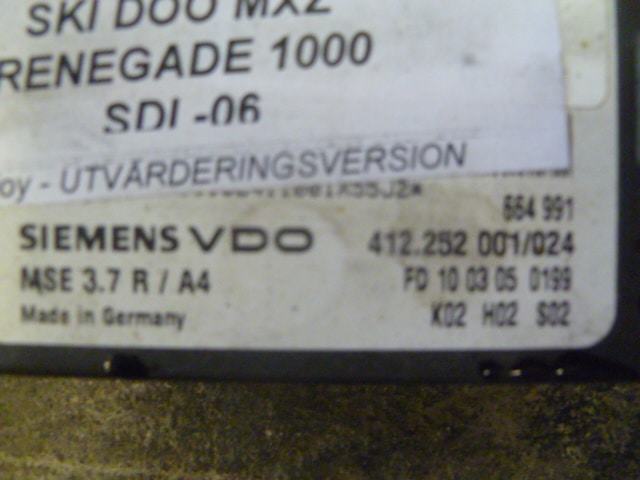 SKI DOO MXZ
RENEGADE 1000
SDI -06
oy - UTVÄRDERINGSVERSION
664 991
SIEMENS VDO 412.252 001/024
MSE 3.7 R / A4 FD 10 03 05 0199
Made in Germany K02 H02 S02